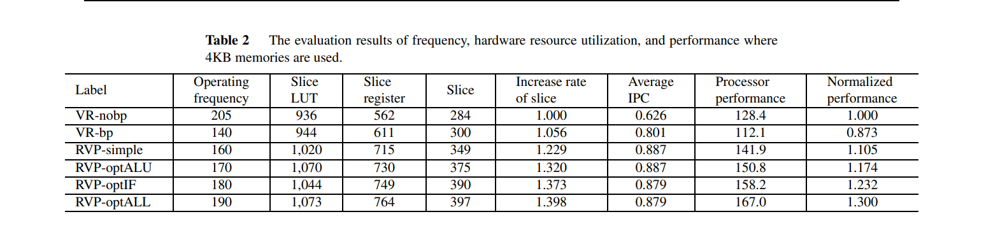 Table 2 The evaluation results of frequency, hardware resource utilization, and performance where
4KB memories are used.
Label Operating frequency Slice LUT Slice register Slice Increase rate of slice Average IPC Processor performance Normalized performance
VR-nobp 205 936 562 284 1.000 0.626 128.4 1.000
VR-bp 140 944 611 300 1.056 0.801 112.1 0.873
RVP-simple 160 1,020 715 349 1.229 0.887 141.9 1.105
RVP-optALU 170 1,070 730 375 1.320 0.887 150.8 1.174
RVP-optIF 180 1,044 749 390 1.373 0.879 158.2 1.232
RVP-optALL 190 1,073 764 397 1.398 0.879 167.0 1.300